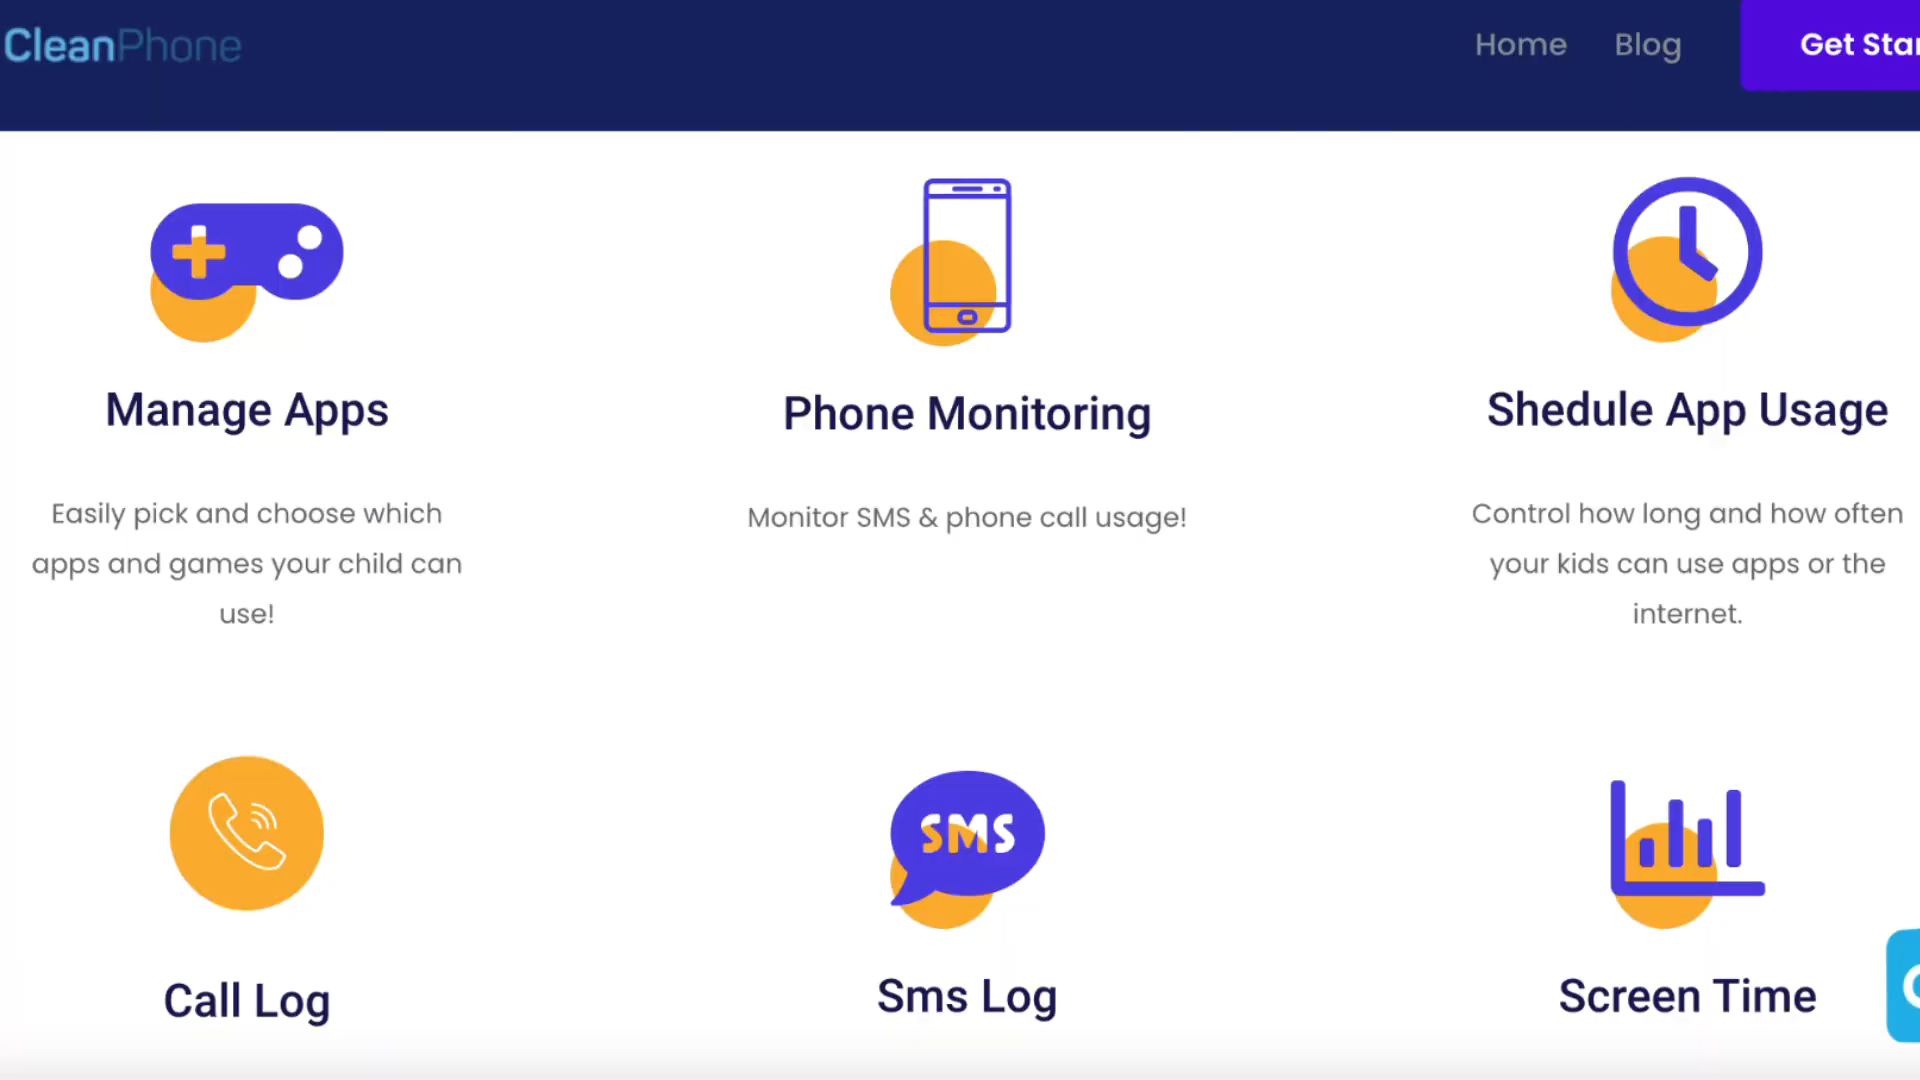 CleanPhone
Home
Blog
Get Star
Manage Apps
Easily pick and choose which
apps and games your child can
use!
Phone Monitoring
Monitor SMS & phone call usage!
Shedule App Usage
Control how long and how often
your kids can use apps or the
internet.
Call Log
SMS
Sms Log
Screen Time